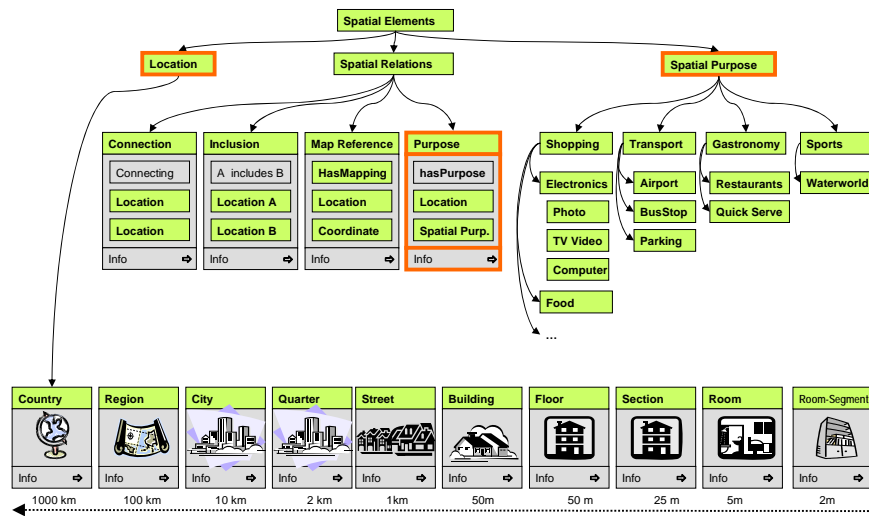 Spatial Elements
Location
Spatial Relations
Spatial Purpose
Connection
Connecting
Location
Location
Info
Inclusion
A includes B
Location A
Location B
Info
Map Reference
HasMapping
Location
Coordinate
Info
Purpose
hasPurpose
Location
Spatial Purp.
Info
Shopping
Electronics
Photo
TV Video
Computer
Food
...
Transport
Airport
BusStop
Parking
Gastronomy
Restaurants
Quick Serve
Sports
Waterworld
Country
Info
1000 km
Region
Info
100 km
City
Info
10 km
Quarter
Info
2 km
Street
Info
1km
Building
Info
50m
Floor
Info
50 m
Section
Info
25 m
Room
Info
5m
Room-Segment
Info
2m